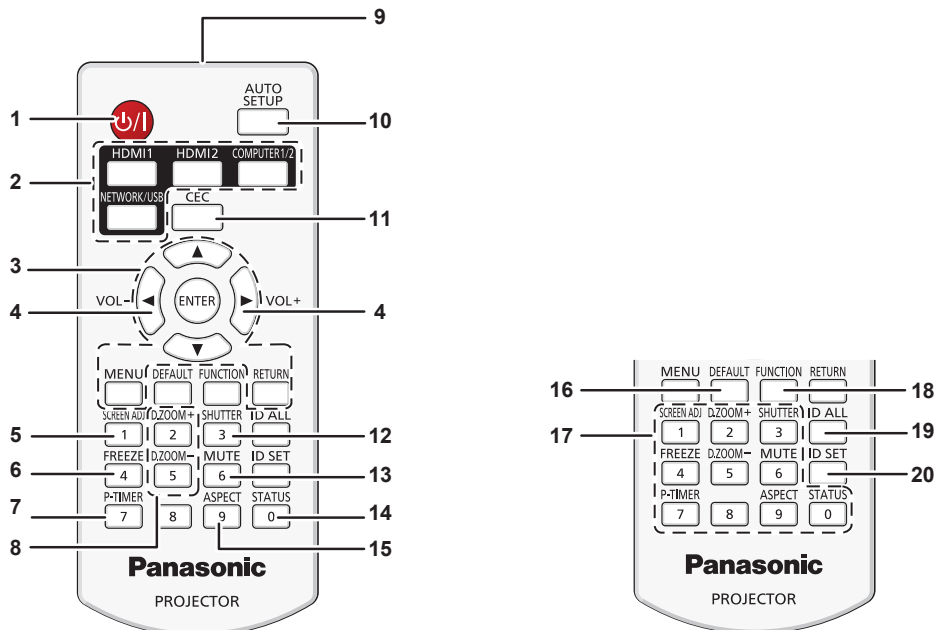 9
AUTO
SETUP
1
10
HDMI1 HDMI2 COMPUTER1/2
2
NETWORK/USB CEC
11
3
VOL- ENTER VOL+
4 4
MENU DEFAULT FUNCTION RETURN
SCREEN ADJ D.ZOOM+ SHUTTER ID ALL
5 1 2 3 12
FREEZE D.ZOOM- MUTE ID SET
6 4 5 6 13
P-TIMER ASPECT STATUS
7 7 8 9 0 14
8 15
Panasonic
PROJECTOR
MENU DEFAULT FUNCTION RETURN
16 18
SCREEN ADJ D.ZOOM+ SHUTTER ID ALL
17 1 2 3 19
FREEZE D.ZOOM- MUTE ID SET
4 5 6 20
P-TIMER ASPECT STATUS
7 8 9 0
Panasonic
PROJECTOR